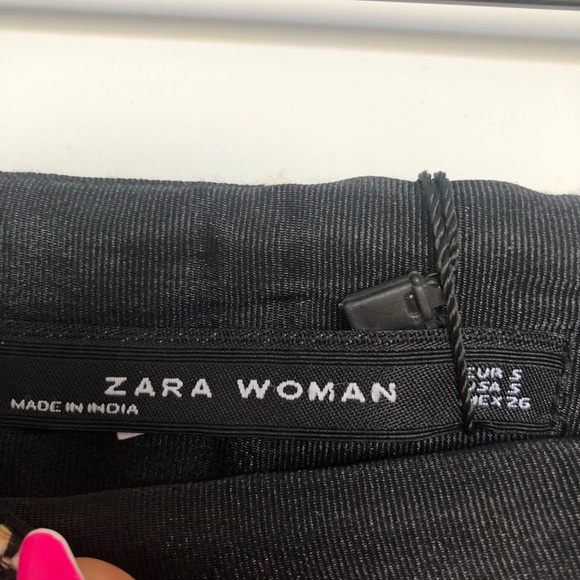 ZARA WOMAN
MADE IN INDIA
EUR S
USA S
MEX 26